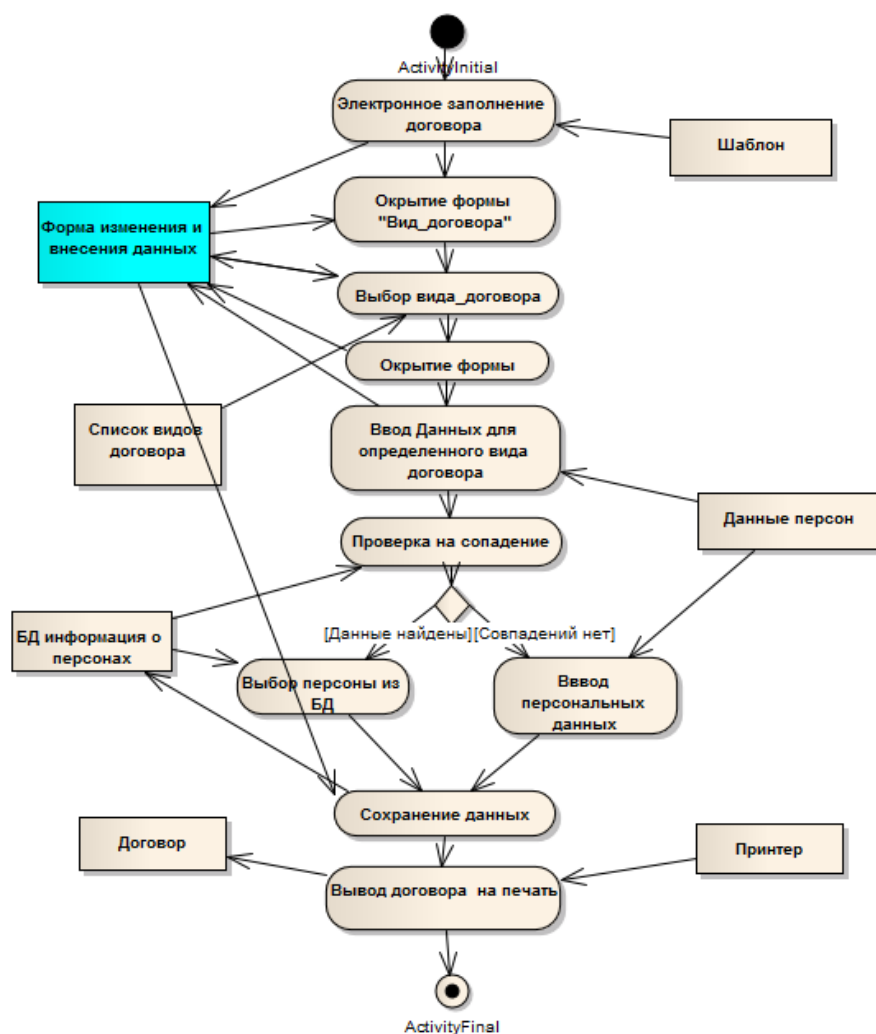 ActivityInitial
Электронное заполнение
договора
Шаблон
Окрытие формы
"Вид_договора"
Форма изменения и
внесения данных
Выбор вида_договора
Окрытие формы
Список видов
договора
Ввод Данных для
определенного вида
договора
Данные персон
Проверка на сопадение
[Данные найдены][Совпадений нет]
БД информация о
персонах
Выбор персоны из
БД
Вввод
персональных
данных
Сохранение данных
Договор
Принтер
Вывод договора на печать
ActivityFinal